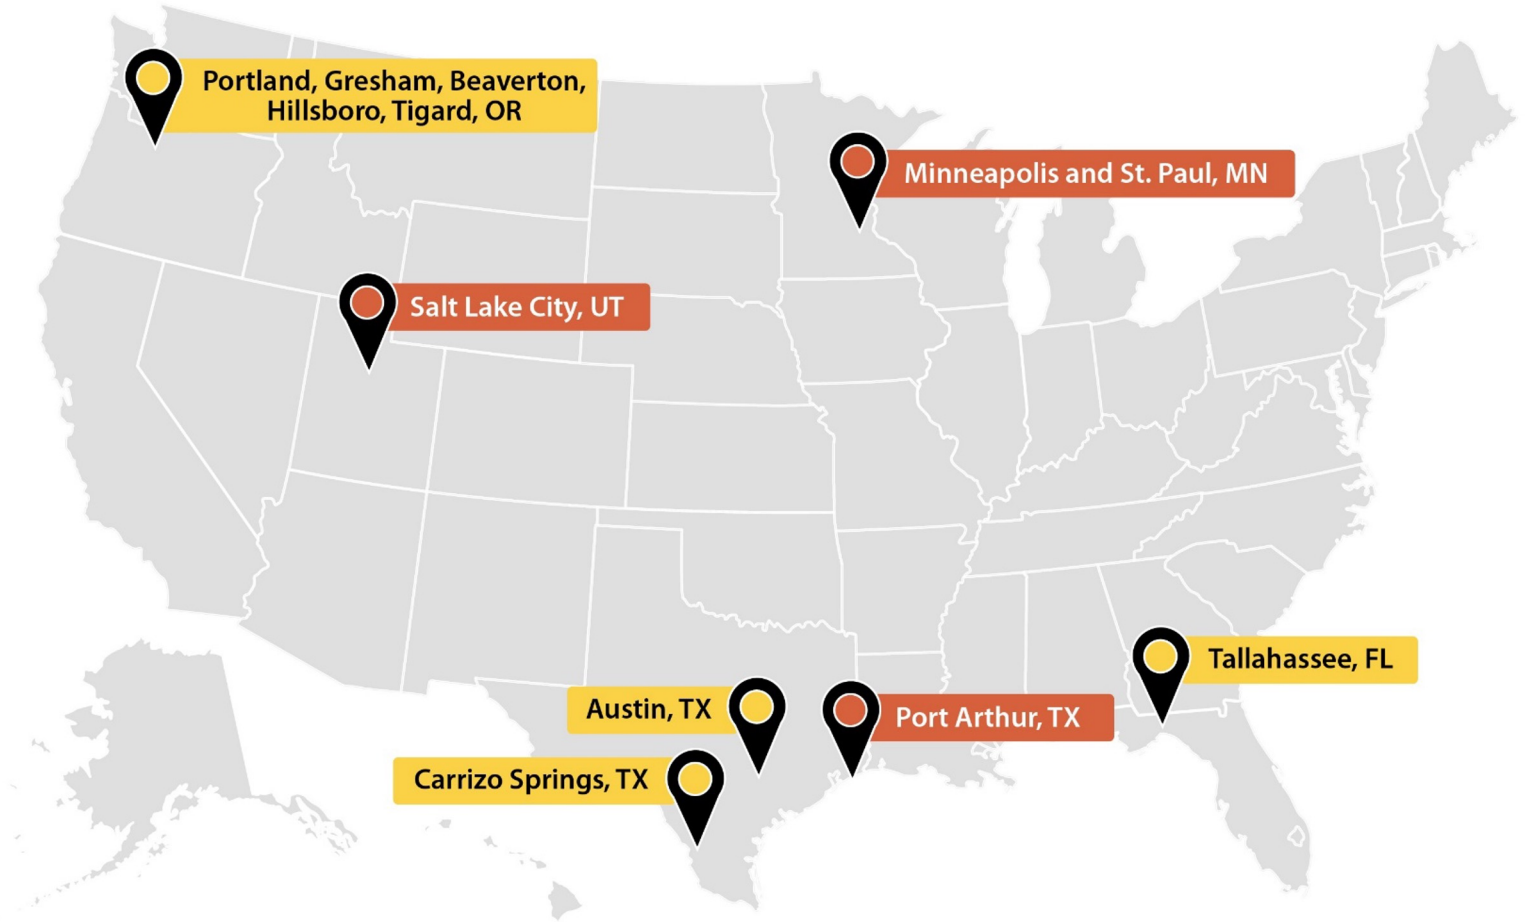 Portland, Gresham, Beaverton,
Hillsboro, Tigard, OR
Minneapolis and St. Paul, MN
Salt Lake City, UT
Tallahassee, FL
Austin, TX
Port Arthur, TX
Carrizo Springs, TX